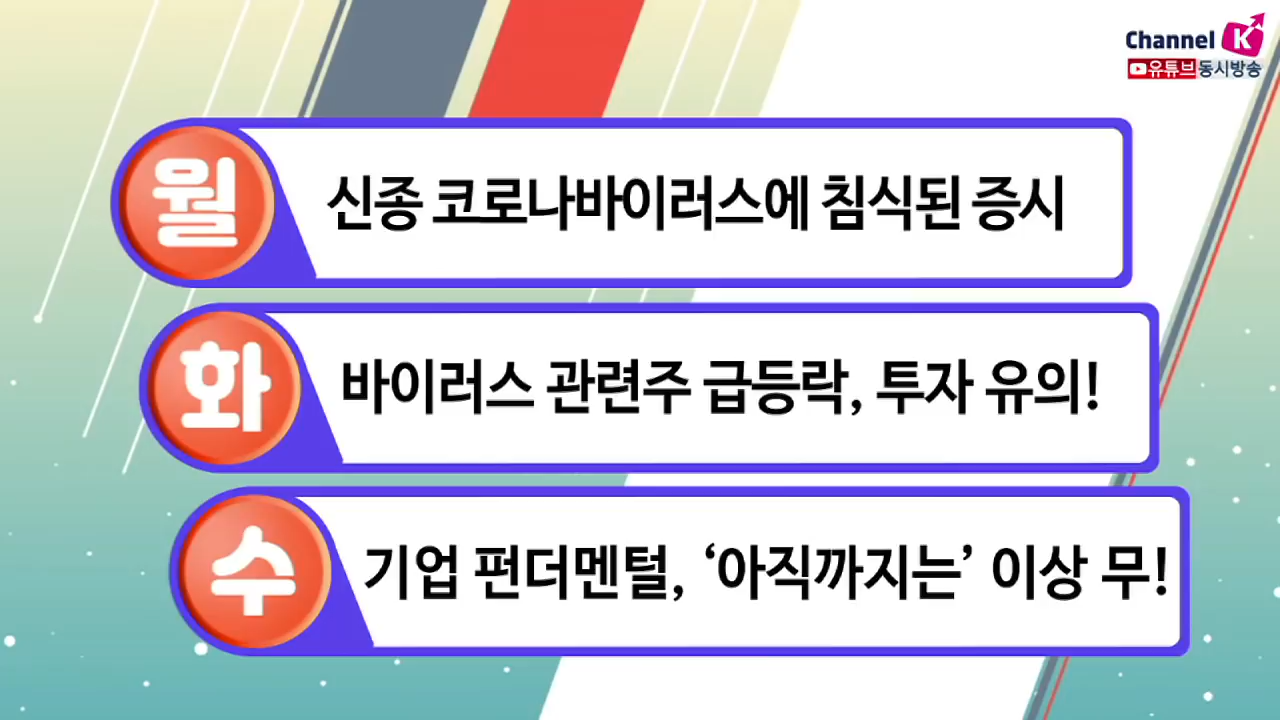 Channel K
유튜브동시방송
월 신종 코로나바이러스에 침식된 증시
화 바이러스 관련주 급등락, 투자 유의!
수 기업 펀더멘털, ‘아직까지는’ 이상 무!